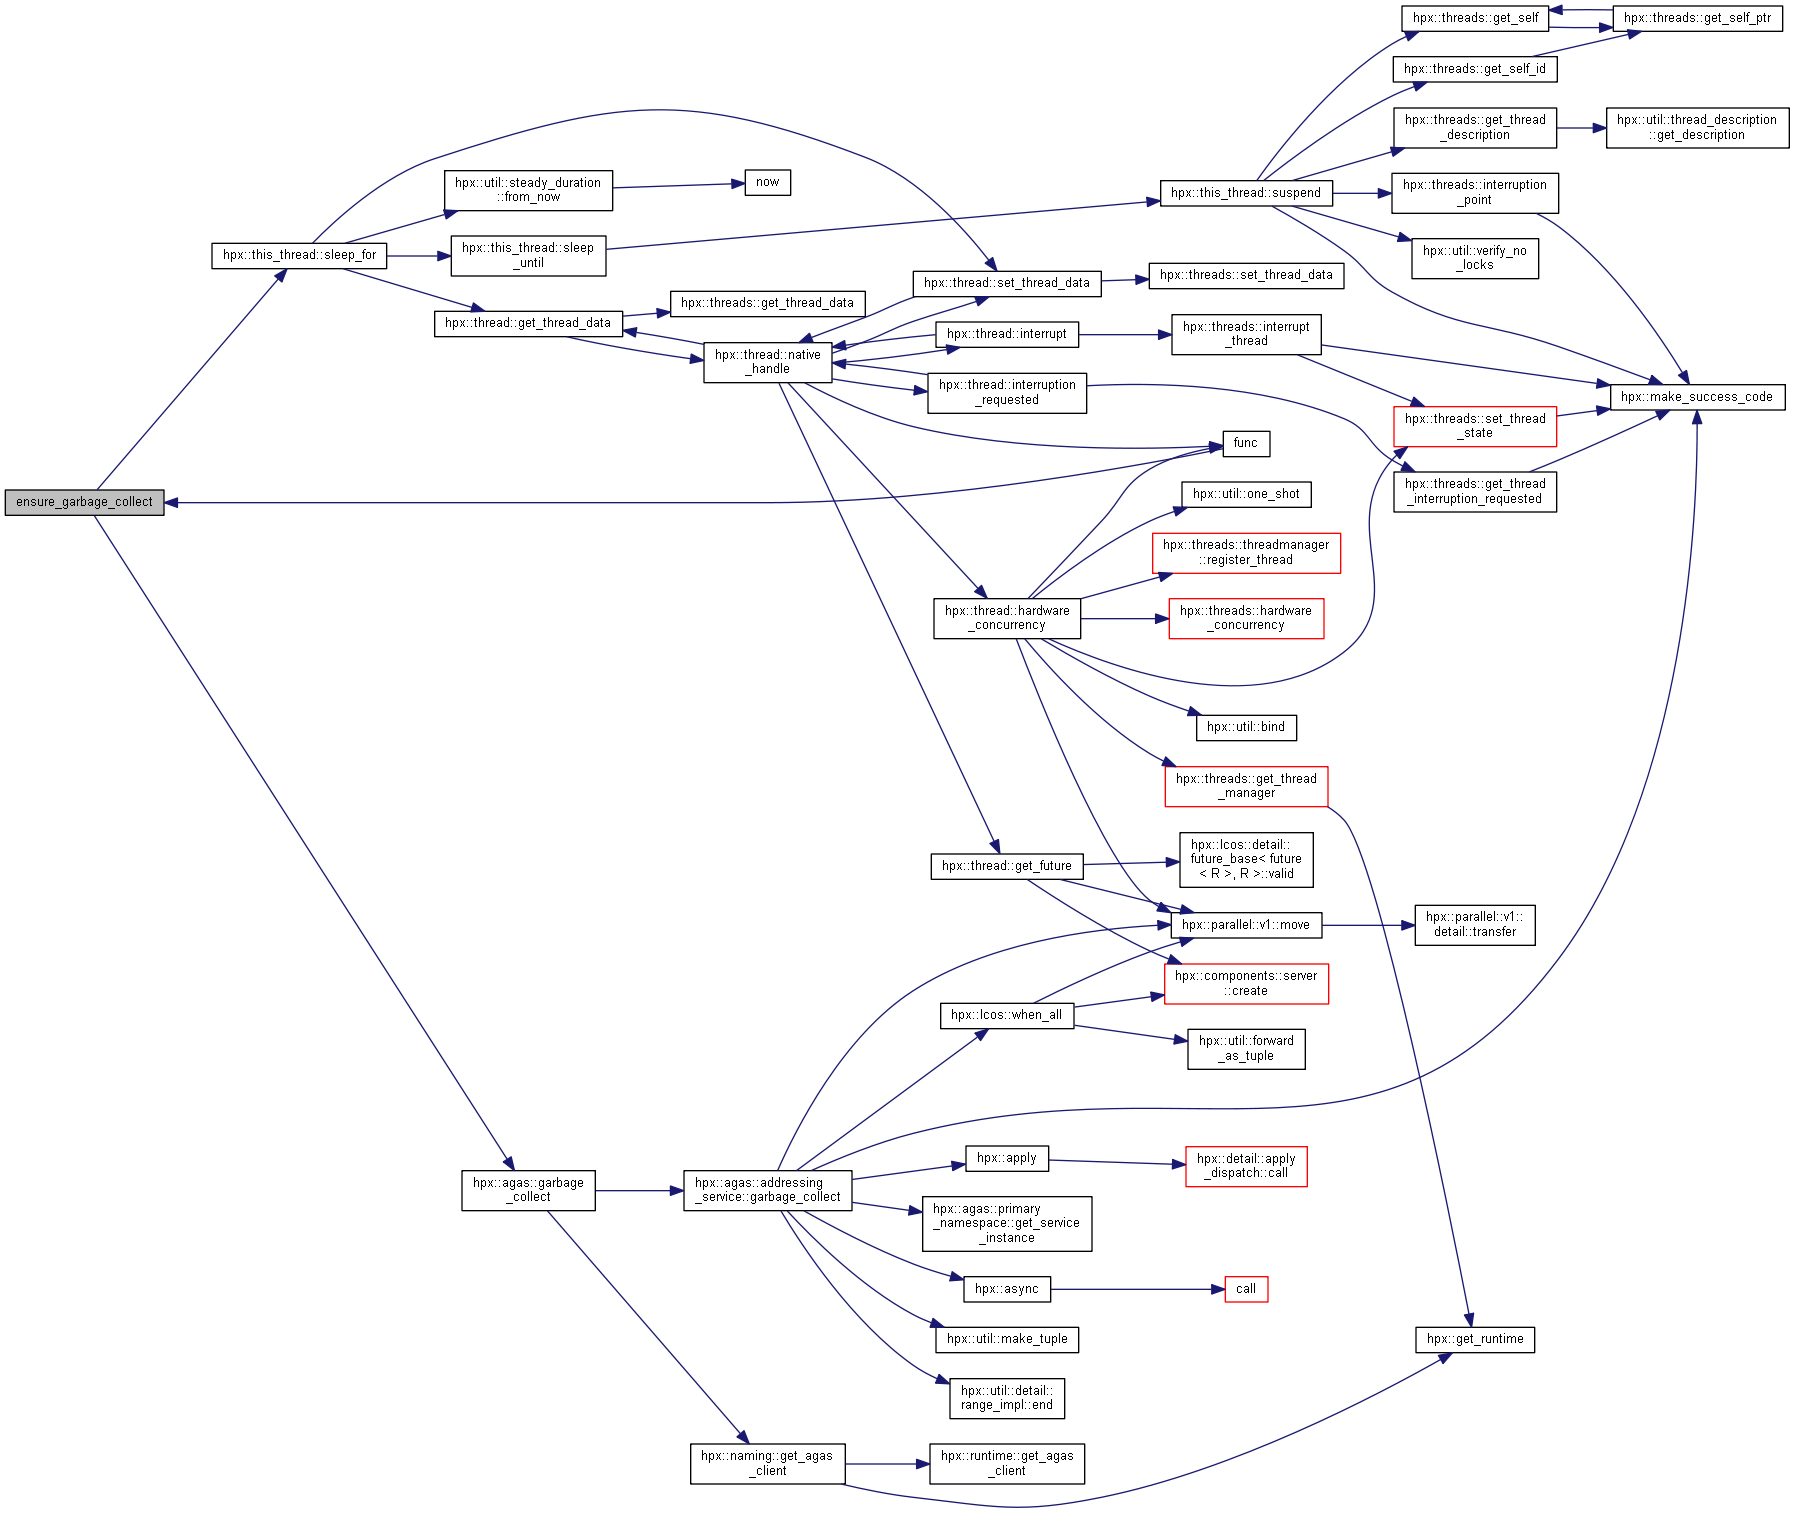 ensure_garbage_collect
hpx::this_thread::sleep_for
hpx::util::steady_duration
::from_now
now
hpx::this_thread::sleep
_until
hpx::thread::get_thread_data
hpx::threads::get_thread_data
hpx::thread::native
_handle
hpx::thread::set_thread_data
hpx::threads::set_thread_data
hpx::thread::interrupt
hpx::threads::interrupt
_thread
hpx::thread::interruption
_requested
hpx::this_thread::suspend
hpx::threads::get_self
hpx::threads::get_self_ptr
hpx::threads::get_self_id
hpx::threads::get_thread
_description
hpx::util::thread_description
::get_description
hpx::threads::interruption
_point
hpx::util::verify_no
_locks
hpx::make_success_code
hpx::threads::set_thread
_state
hpx::threads::get_thread
_interruption_requested
func
hpx::util::one_shot
hpx::threads::threadmanager
::register_thread
hpx::thread::hardware
_concurrency
hpx::threads::hardware
_concurrency
hpx::util::bind
hpx::threads::get_thread
_manager
hpx::thread::get_future
hpx::lcos::detail::
future_base< future
< R >, R >::valid
hpx::parallel::v1::move
hpx::parallel::v1::
detail::transfer
hpx::components::server
::create
hpx::lcos::when_all
hpx::util::forward
_as_tuple
hpx::agas::garbage
_collect
hpx::agas::addressing
_service::garbage_collect
hpx::apply
hpx::detail::apply
_dispatch::call
hpx::agas::primary
_namespace::get_service
_instance
hpx::async
call
hpx::util::make_tuple
hpx::get_runtime
hpx::util::detail::
range_impl::end
hpx::naming::get_agas
_client
hpx::runtime::get_agas
_client